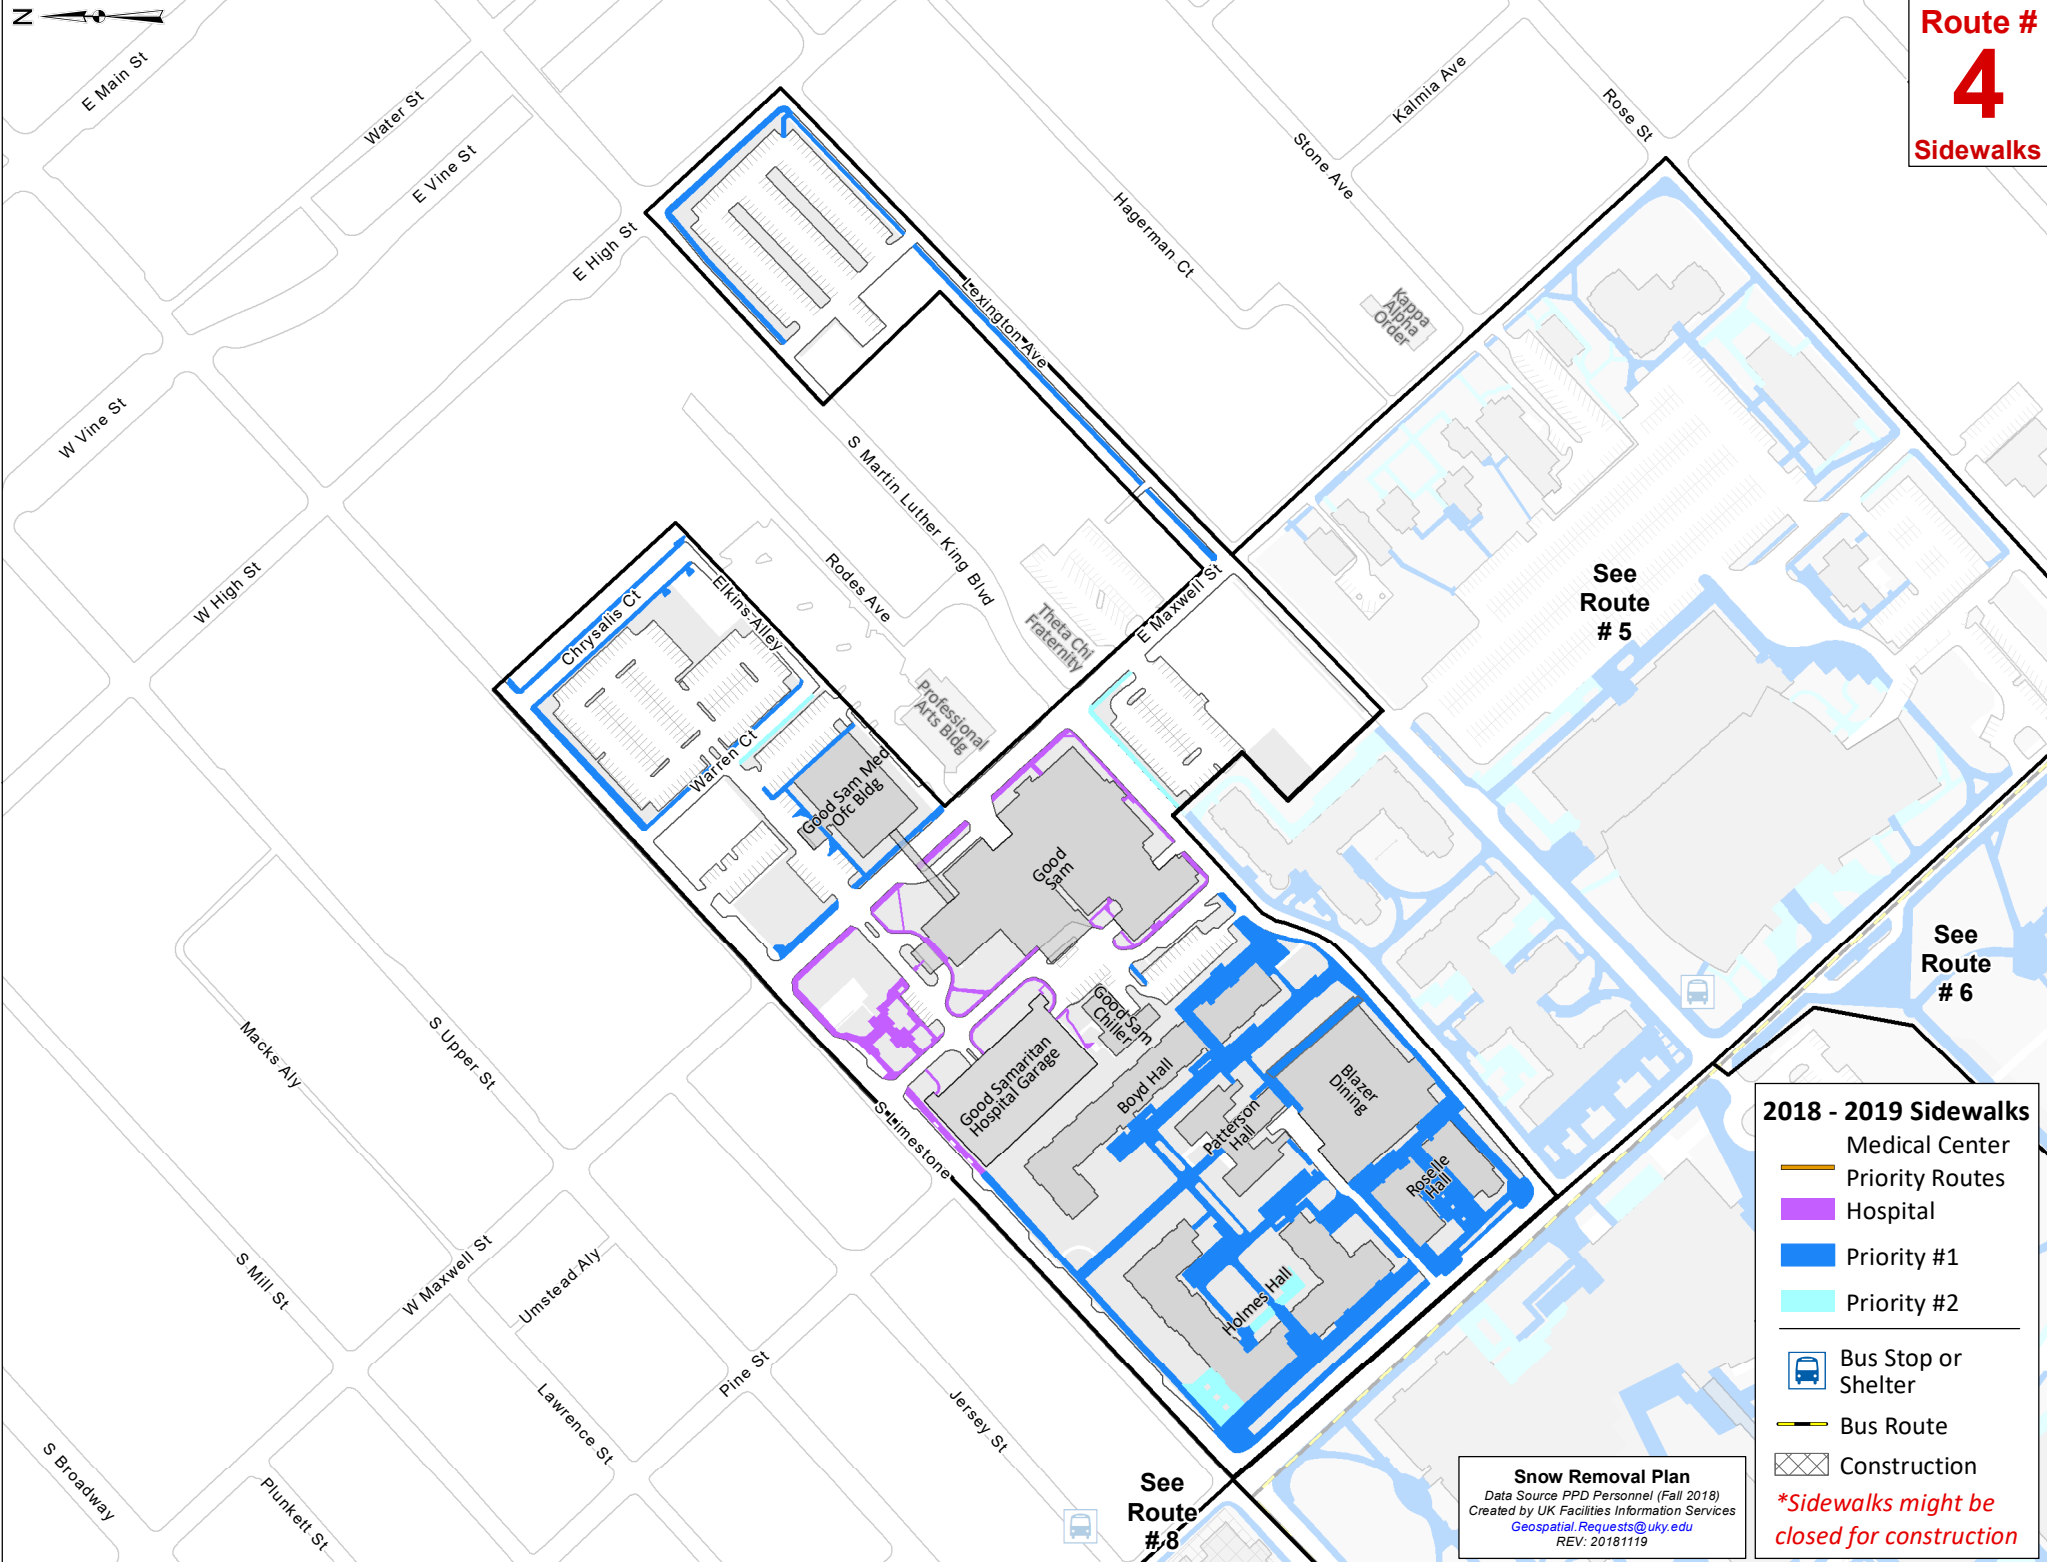 N
Route #
4
Sidewalks
E Main St
Water St
E Vine St
E High St
Kalmia Ave
Rose St
Stone Ave
Hagerman Ct
Kappa
Alpha
Order
Lexington Ave
W Vine St
W High St
S Martin Luther King Blvd
Rodes Ave
Elkins Alley
Chrysalis Ct
Warren Ct
Theta Chi
Fraternity
E Maxwell St
Professional
Arts Bldg
See
Route
# 5
Good Sam Med
Ofc Bldg
Good
Sam
See
Route
# 6
Good Sam
Chiller
Good Samaritan
Hospital Garage
Boyd Hall
Blazer
Dining
Patterson
Hall
Roselle
Hall
Holmes Hall
S Limestone
Macks Aly
S Upper St
S Mill St
W Maxwell St
Umstead Aly
Pine St
Lawrence St
Jersey St
S Broadway
Plunkett St
See
Route
# 8
2018 - 2019 Sidewalks
Medical Center
Priority Routes
Hospital
Priority #1
Priority #2
Bus Stop or
Shelter
Bus Route
Construction
*Sidewalks might be
closed for construction
Snow Removal Plan
Data Source PPD Personnel (Fall 2018)
Created by UK Facilities Information Services
Geospatial.Requests@uky.edu
REV: 20181119